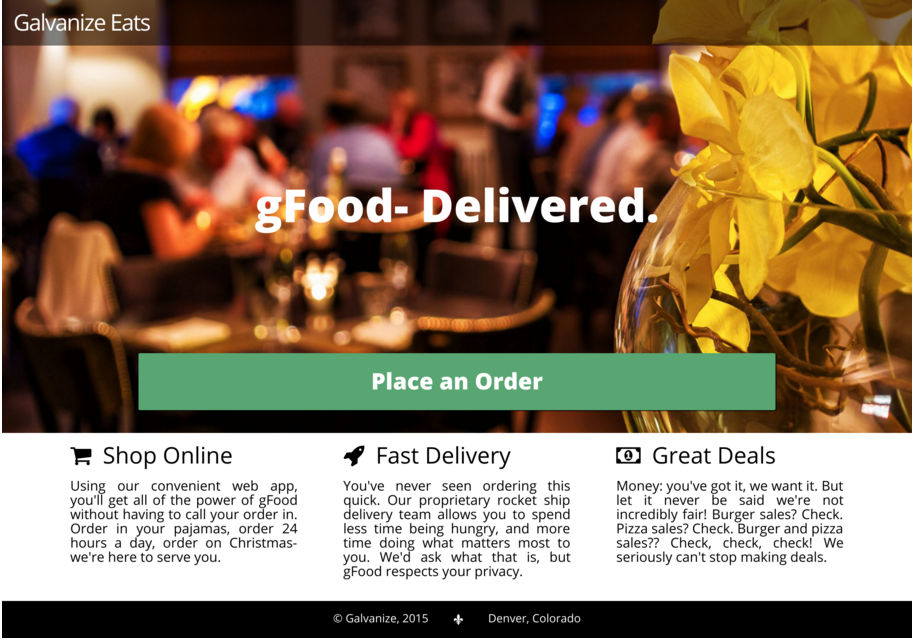 Galvanize Eats
gFood- Delivered.
Place an Order
Shop Online
Using our convenient web app,
you'll get all of the power of gFood
without having to call your order in.
Order in your pajamas, order 24
hours a day, order on Christmas-
we're here to serve you.
Fast Delivery
You've never seen ordering this
quick. Our proprietary rocket ship
delivery team allows you to spend
less time being hungry, and more
time doing what matters most to
you. We'd ask what that is, but
gFood respects your privacy.
Great Deals
Money: you've got it, we want it. But
let it never be said we're not
incredibly fair! Burger sales? Check.
Pizza sales? Check. Burger and pizza
sales?? Check, check, check! We
seriously can't stop making deals.
© Galvanize, 2015 ⚜ Denver, Colorado